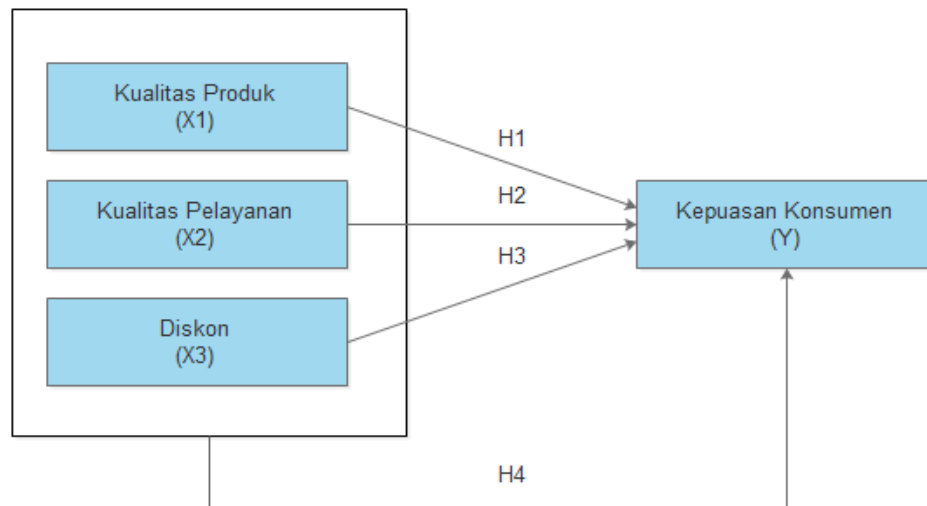 Kualitas Produk
(X1)
H1
Kualitas Pelayanan
(X2)
H2
Kepuasan Konsumen
(Y)
H3
Diskon
(X3)
H4